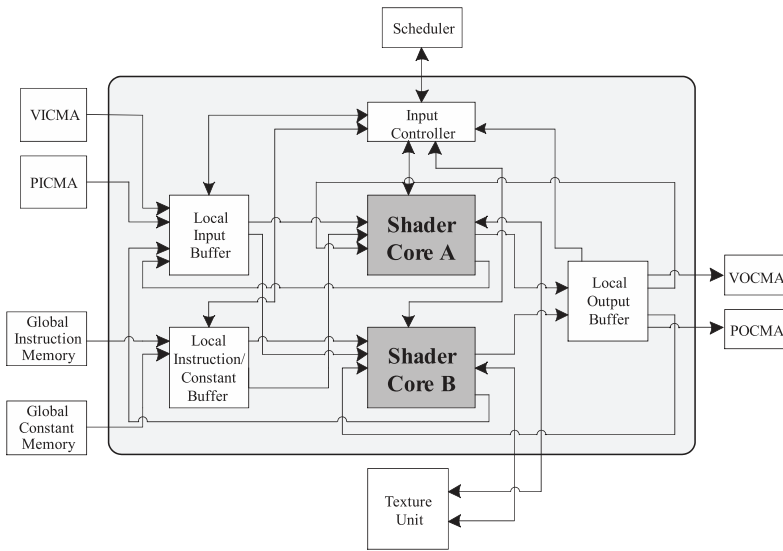 Scheduler
VICMA
Input
Controller
PICMA
Local
Input
Buffer
Shader
Core A
Local
Output
Buffer
VOCMA
POCMA
Global
Instruction
Memory
Local
Instruction/
Constant
Buffer
Shader
Core B
Global
Constant
Memory
Texture
Unit